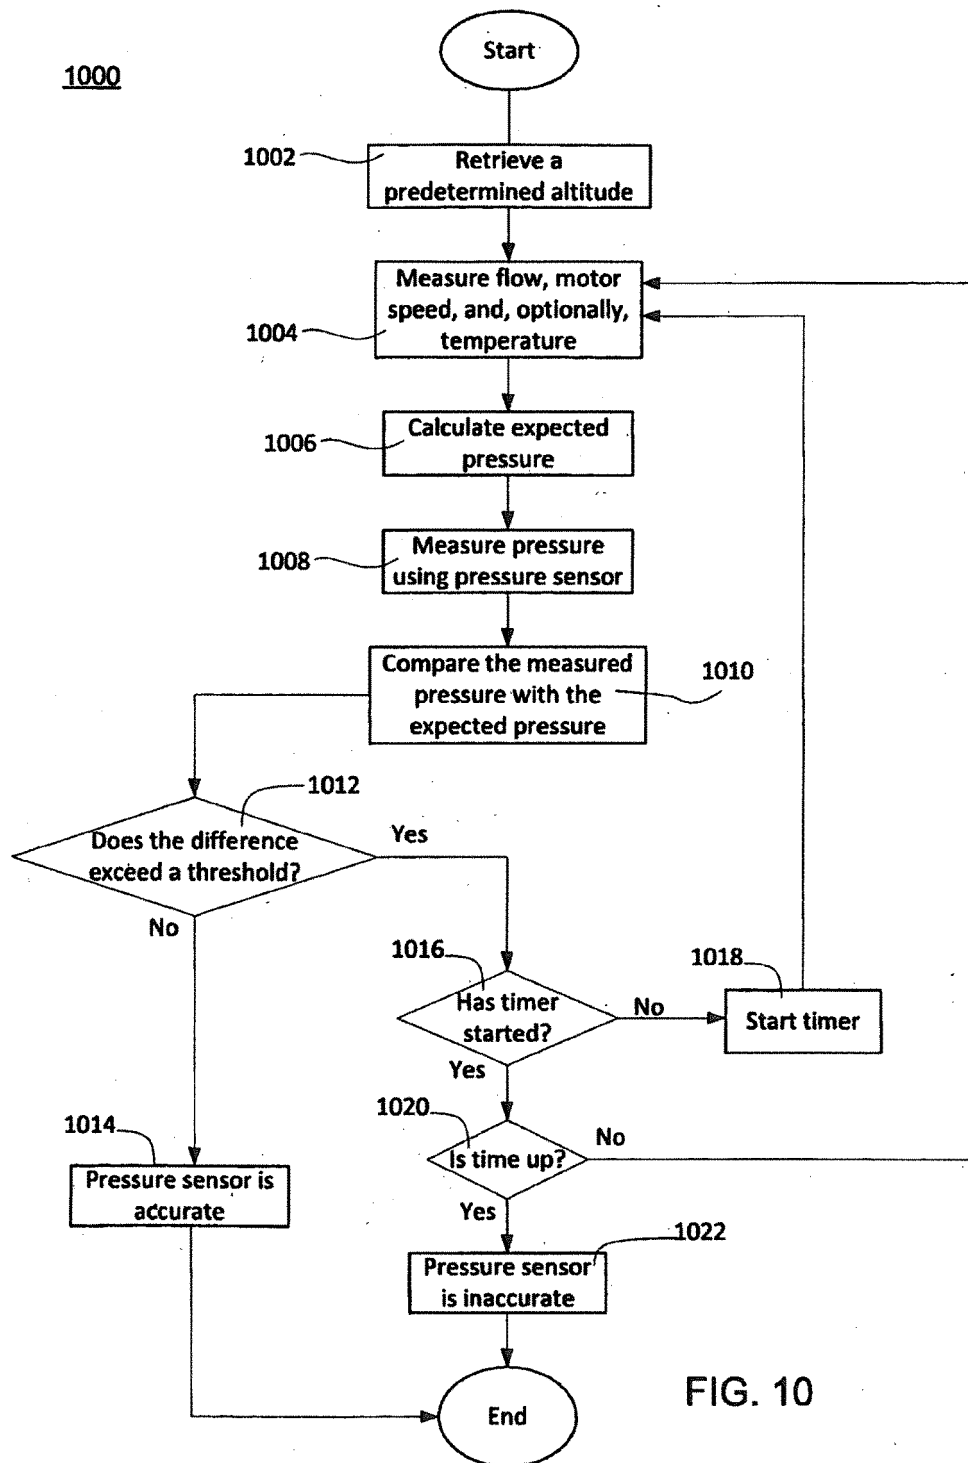 Start
1000
1002
Retrieve a
predetermined altitude
Measure flow, motor
speed, and, optionally,
temperature
1004
Calculate expected
pressure
1006
Measure pressure
using pressure sensor
1008
Compare the measured
pressure with the
expected pressure
1010
1012
Does the difference
exceed a threshold?
Yes
No
1016
Has timer
started?
No
1018
Start timer
Yes
1020
Is time up?
No
1014
Pressure sensor is
accurate
Yes
1022
Pressure sensor
is inaccurate
End
FIG. 10